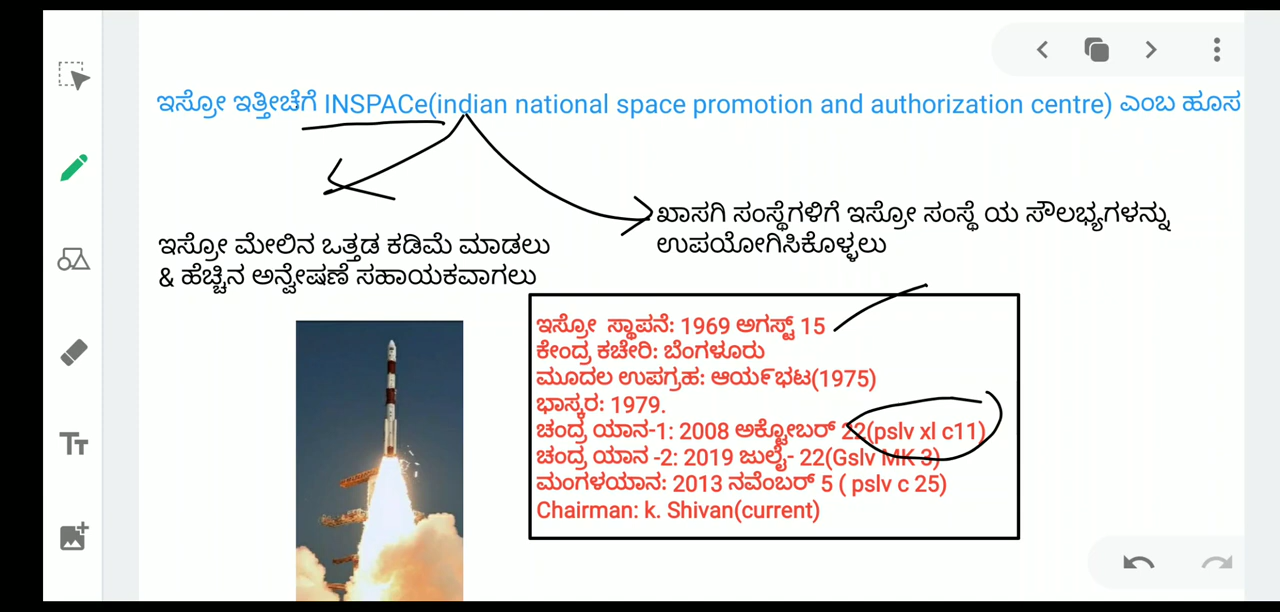 ಇಸ್ರೋ ಇತ್ತೀಚೆಗೆ INSPACe(indian national space promotion and authorization centre) ಎಂಬ ಹೊಸ
ಖಾಸಗಿ ಸಂಸ್ಥೆಗಳಿಗೆ ಇಸ್ರೋ ಸಂಸ್ಥೆ ಯ ಸೌಲಭ್ಯಗಳನ್ನು
ಉಪಯೋಗಿಸಿಕೊಳ್ಳಲು
ಇಸ್ರೋ ಮೇಲಿನ ಒತ್ತಡ ಕಡಿಮೆ ಮಾಡಲು
& ಹೆಚ್ಚಿನ ಅನ್ವೇಷಣೆ ಸಹಾಯಕವಾಗಲು
ಇಸ್ರೋ ಸ್ಥಾಪನೆ: 1969 ಅಗಸ್ಟ್ 15
ಕೇಂದ್ರ ಕಚೇರಿ: ಬೆಂಗಳೂರು
ಮೂದಲ ಉಪಗ್ರಹ: ಆಯ೯ಭಟ(1975)
ಭಾಸ್ಕರ: 1979.
ಚಂದ್ರ ಯಾನ-1: 2008 ಅಕ್ಟೋಬರ್ 22(pslv xl c11)
ಚಂದ್ರ ಯಾನ -2: 2019 ಜುಲೈ- 22(Gslv MK 3)
ಮಂಗಳಯಾನ: 2013 ನವೆಂಬರ್ 5 ( pslv c 25)
Chairman: k. Shivan(current)
TT